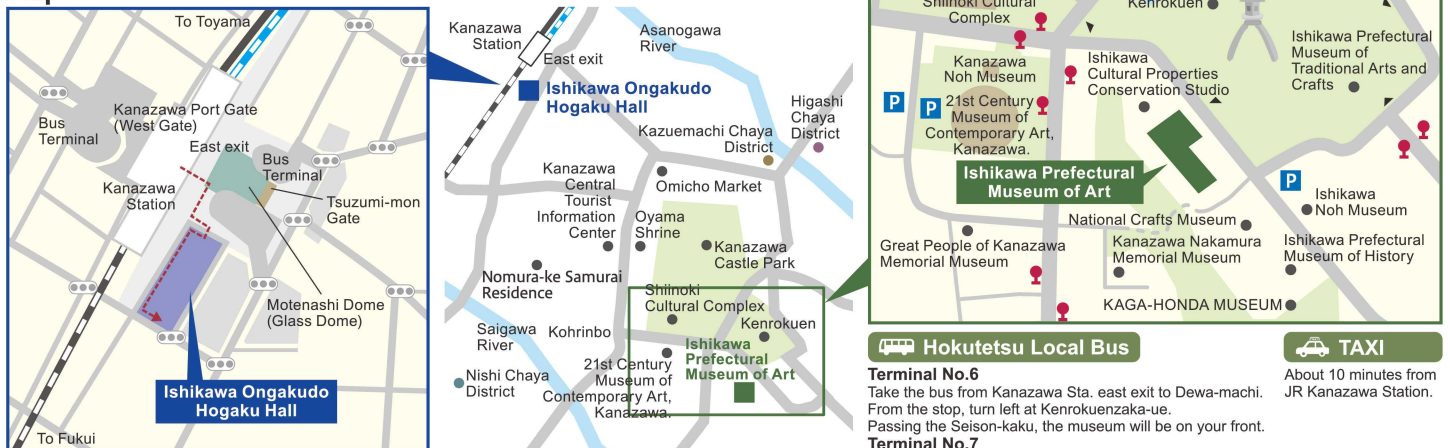 To Toyama
Kanazawa Port Gate
(West Gate)
Bus
Terminal
East exit
Bus
Terminal
Kanazawa
Station
Tsuzumi-mon
Gate
Motenashi Dome
(Glass Dome)
Ishikawa Ongakudo
Hogaku Hall
To Fukui
Kanazawa
Station
Asanogawa
River
East exit
Ishikawa Ongakudo
Hogaku Hall
Higashi
Chaya
District
Kazuemachi Chaya
District
Kanazawa
Central
Tourist
Information
Center
Omicho Market
Oyama
Shrine
Kanazawa
Castle Park
Nomura-ke Samurai
Residence
Shiinoki
Cultural Complex
Kenrokuen
Saigawa
River
Kohrinbo
Ishikawa
Prefectural
Museum of Art
21st Century
Museum of
Contemporary Art,
Kanazawa.
Nishi Chaya
District
Shiinoki Cultural
Complex
Kenrokuen
Kanazawa
Noh Museum
Ishikawa
Cultural Properties
Conservation Studio
Ishikawa Prefectural
Museum of
Traditional Arts and
Crafts
P
P
21st Century
Museum of
Contemporary Art,
Kanazawa.
Ishikawa Prefectural
Museum of Art
P
Ishikawa
Noh Museum
National Crafts Museum
Great People of Kanazawa
Memorial Museum
Kanazawa Nakamura
Memorial Museum
Ishikawa Prefectural
Museum of History
KAGA-HONDA MUSEUM
Hokutetsu Local Bus
Terminal No.6
Take the bus from Kanazawa Sta. east exit to Dewa-machi.
From the stop, turn left at Kenrokuenzaka-ue.
Passing the Seison-kaku, the museum will be on your front.
Terminal No.7
TAXI
About 10 minutes from
JR Kanazawa Station.